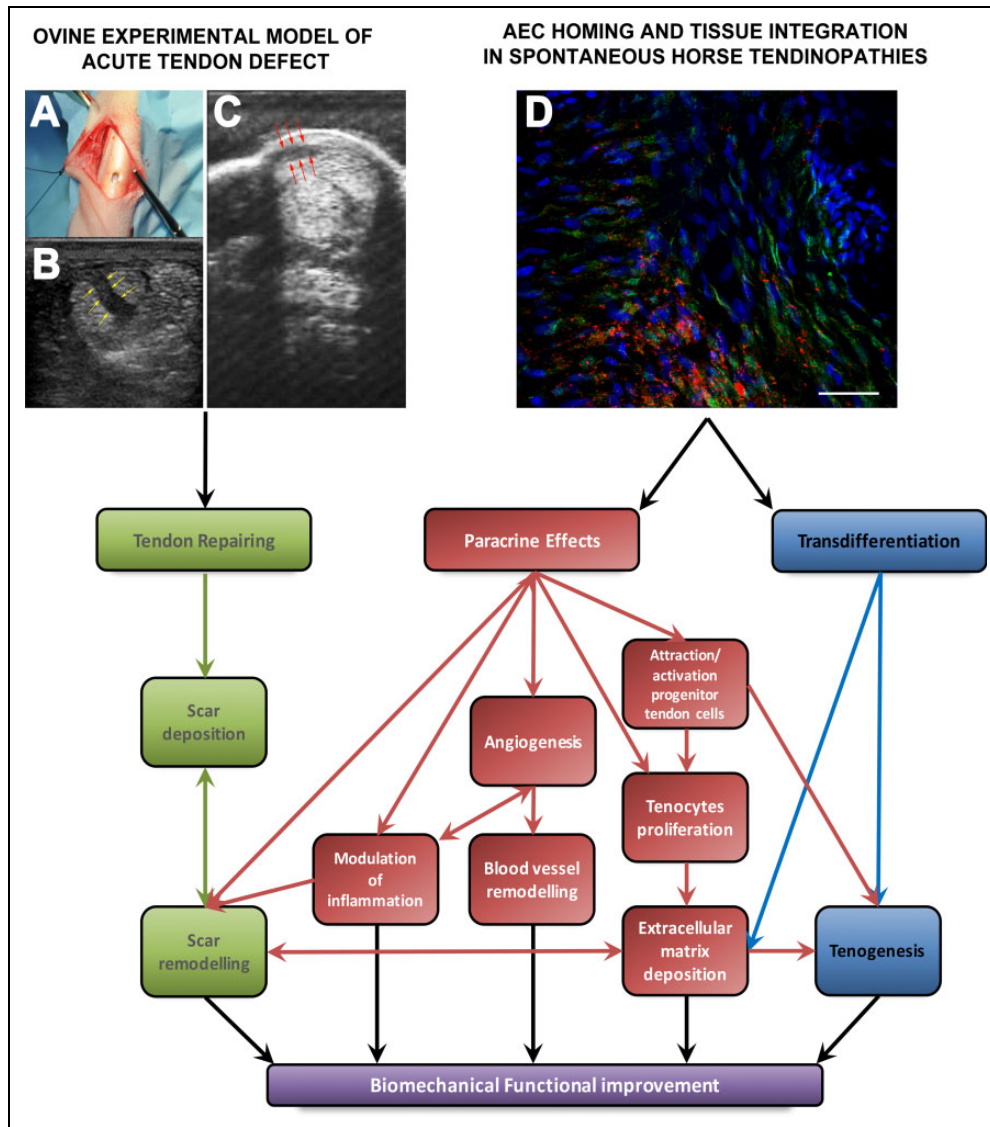 OVINE EXPERIMENTAL MODEL OF
ACUTE TENDON DEFECT
AEC HOMING AND TISSUE INTEGRATION
IN SPONTANEOUS HORSE TENDINOPATHIES
A
B
C
D
Tendon Repairing
Paracrine Effects
Transdifferentiation
Scar
deposition
Angiogenesis
Attraction/
activation
progenitor
tendon cells
Tenocytes
proliferation
Modulation
of
inflammation
Blood vessel
remodelling
Scar
remodelling
Extracellular
matrix
deposition
Tenogenesis
Biomechanical Functional improvement